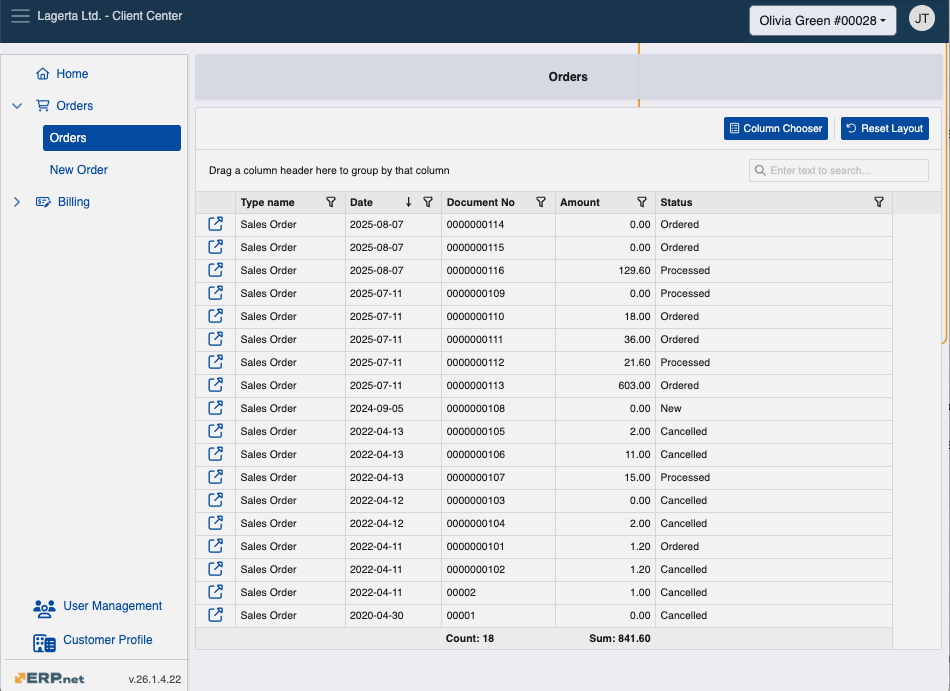 Lagerta Ltd. - Client Center
Olivia Green #00028
JT
Home
Orders
Orders
New Order
Billing
User Management
Customer Profile
ERP.net
v.26.1.4.22
Orders
Column Chooser
Reset Layout
Drag a column header here to group by that column
Enter text to search...
Type name Date Document No Amount Status
Sales Order 2025-08-07 0000000114 0.00 Ordered
Sales Order 2025-08-07 0000000115 0.00 Ordered
Sales Order 2025-08-07 0000000116 129.60 Processed
Sales Order 2025-07-11 0000000109 0.00 Processed
Sales Order 2025-07-11 0000000110 18.00 Ordered
Sales Order 2025-07-11 0000000111 36.00 Ordered
Sales Order 2025-07-11 0000000112 21.60 Processed
Sales Order 2025-07-11 0000000113 603.00 Ordered
Sales Order 2024-09-05 0000000108 0.00 New
Sales Order 2022-04-13 0000000105 2.00 Cancelled
Sales Order 2022-04-13 0000000106 11.00 Cancelled
Sales Order 2022-04-13 0000000107 15.00 Processed
Sales Order 2022-04-12 0000000103 0.00 Cancelled
Sales Order 2022-04-12 0000000104 2.00 Cancelled
Sales Order 2022-04-11 0000000101 1.20 Ordered
Sales Order 2022-04-11 0000000102 1.20 Cancelled
Sales Order 2022-04-11 00002 1.00 Cancelled
Sales Order 2020-04-30 00001 0.00 Cancelled
Count: 18 Sum: 841.60